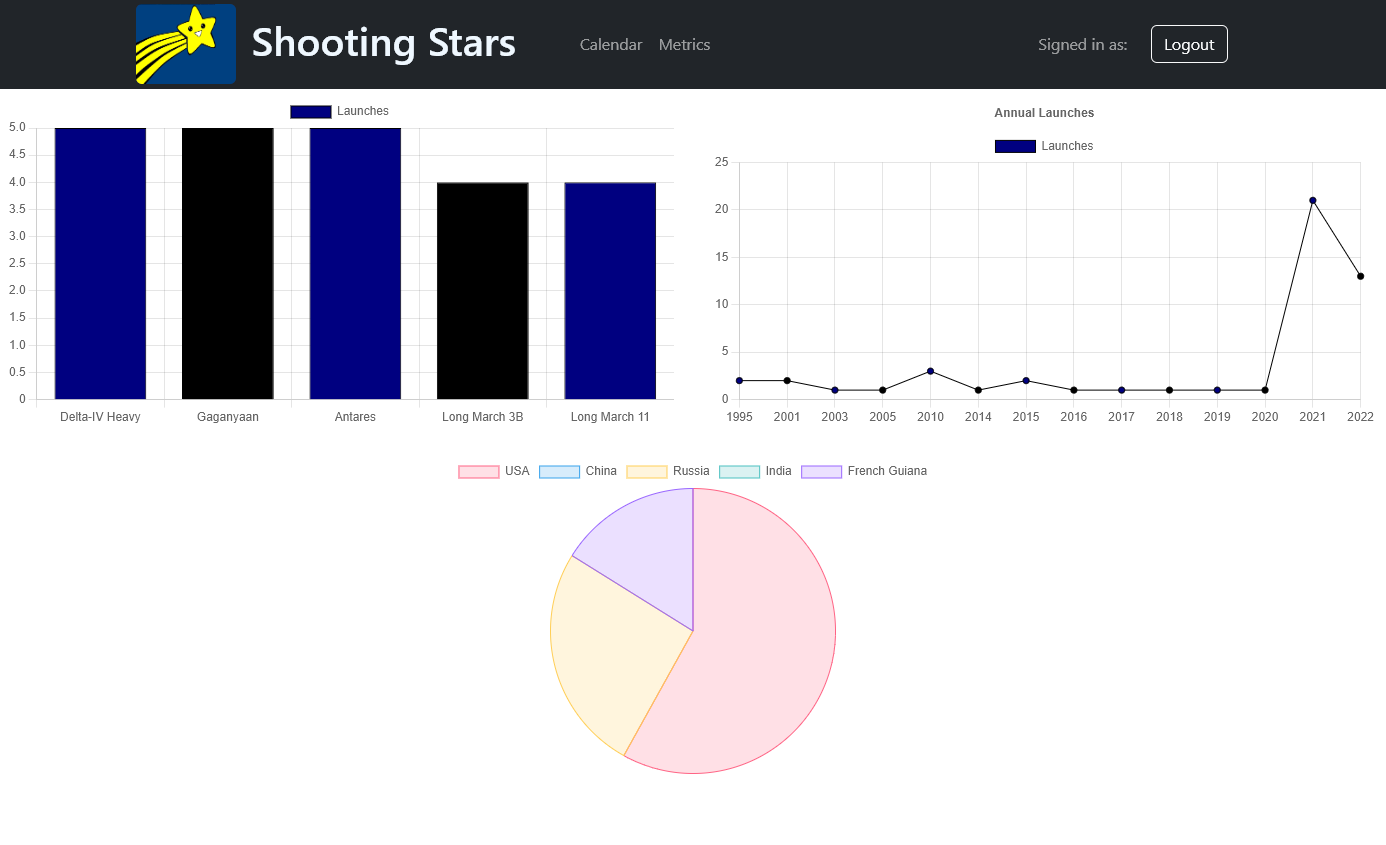 Shooting Stars
Calendar Metrics
Signed in as:
Logout
Launches
5.0
4.5
4.0
3.5
3.0
2.5
2.0
1.5
1.0
0.5
0
Delta-IV Heavy Gaganyaan Antares Long March 3B Long March 11
Annual Launches
Launches
25
20
15
10
5
0
1995 2001 2003 2005 2010 2014 2015 2016 2017 2018 2019 2020 2021 2022
USA China Russia India French Guiana